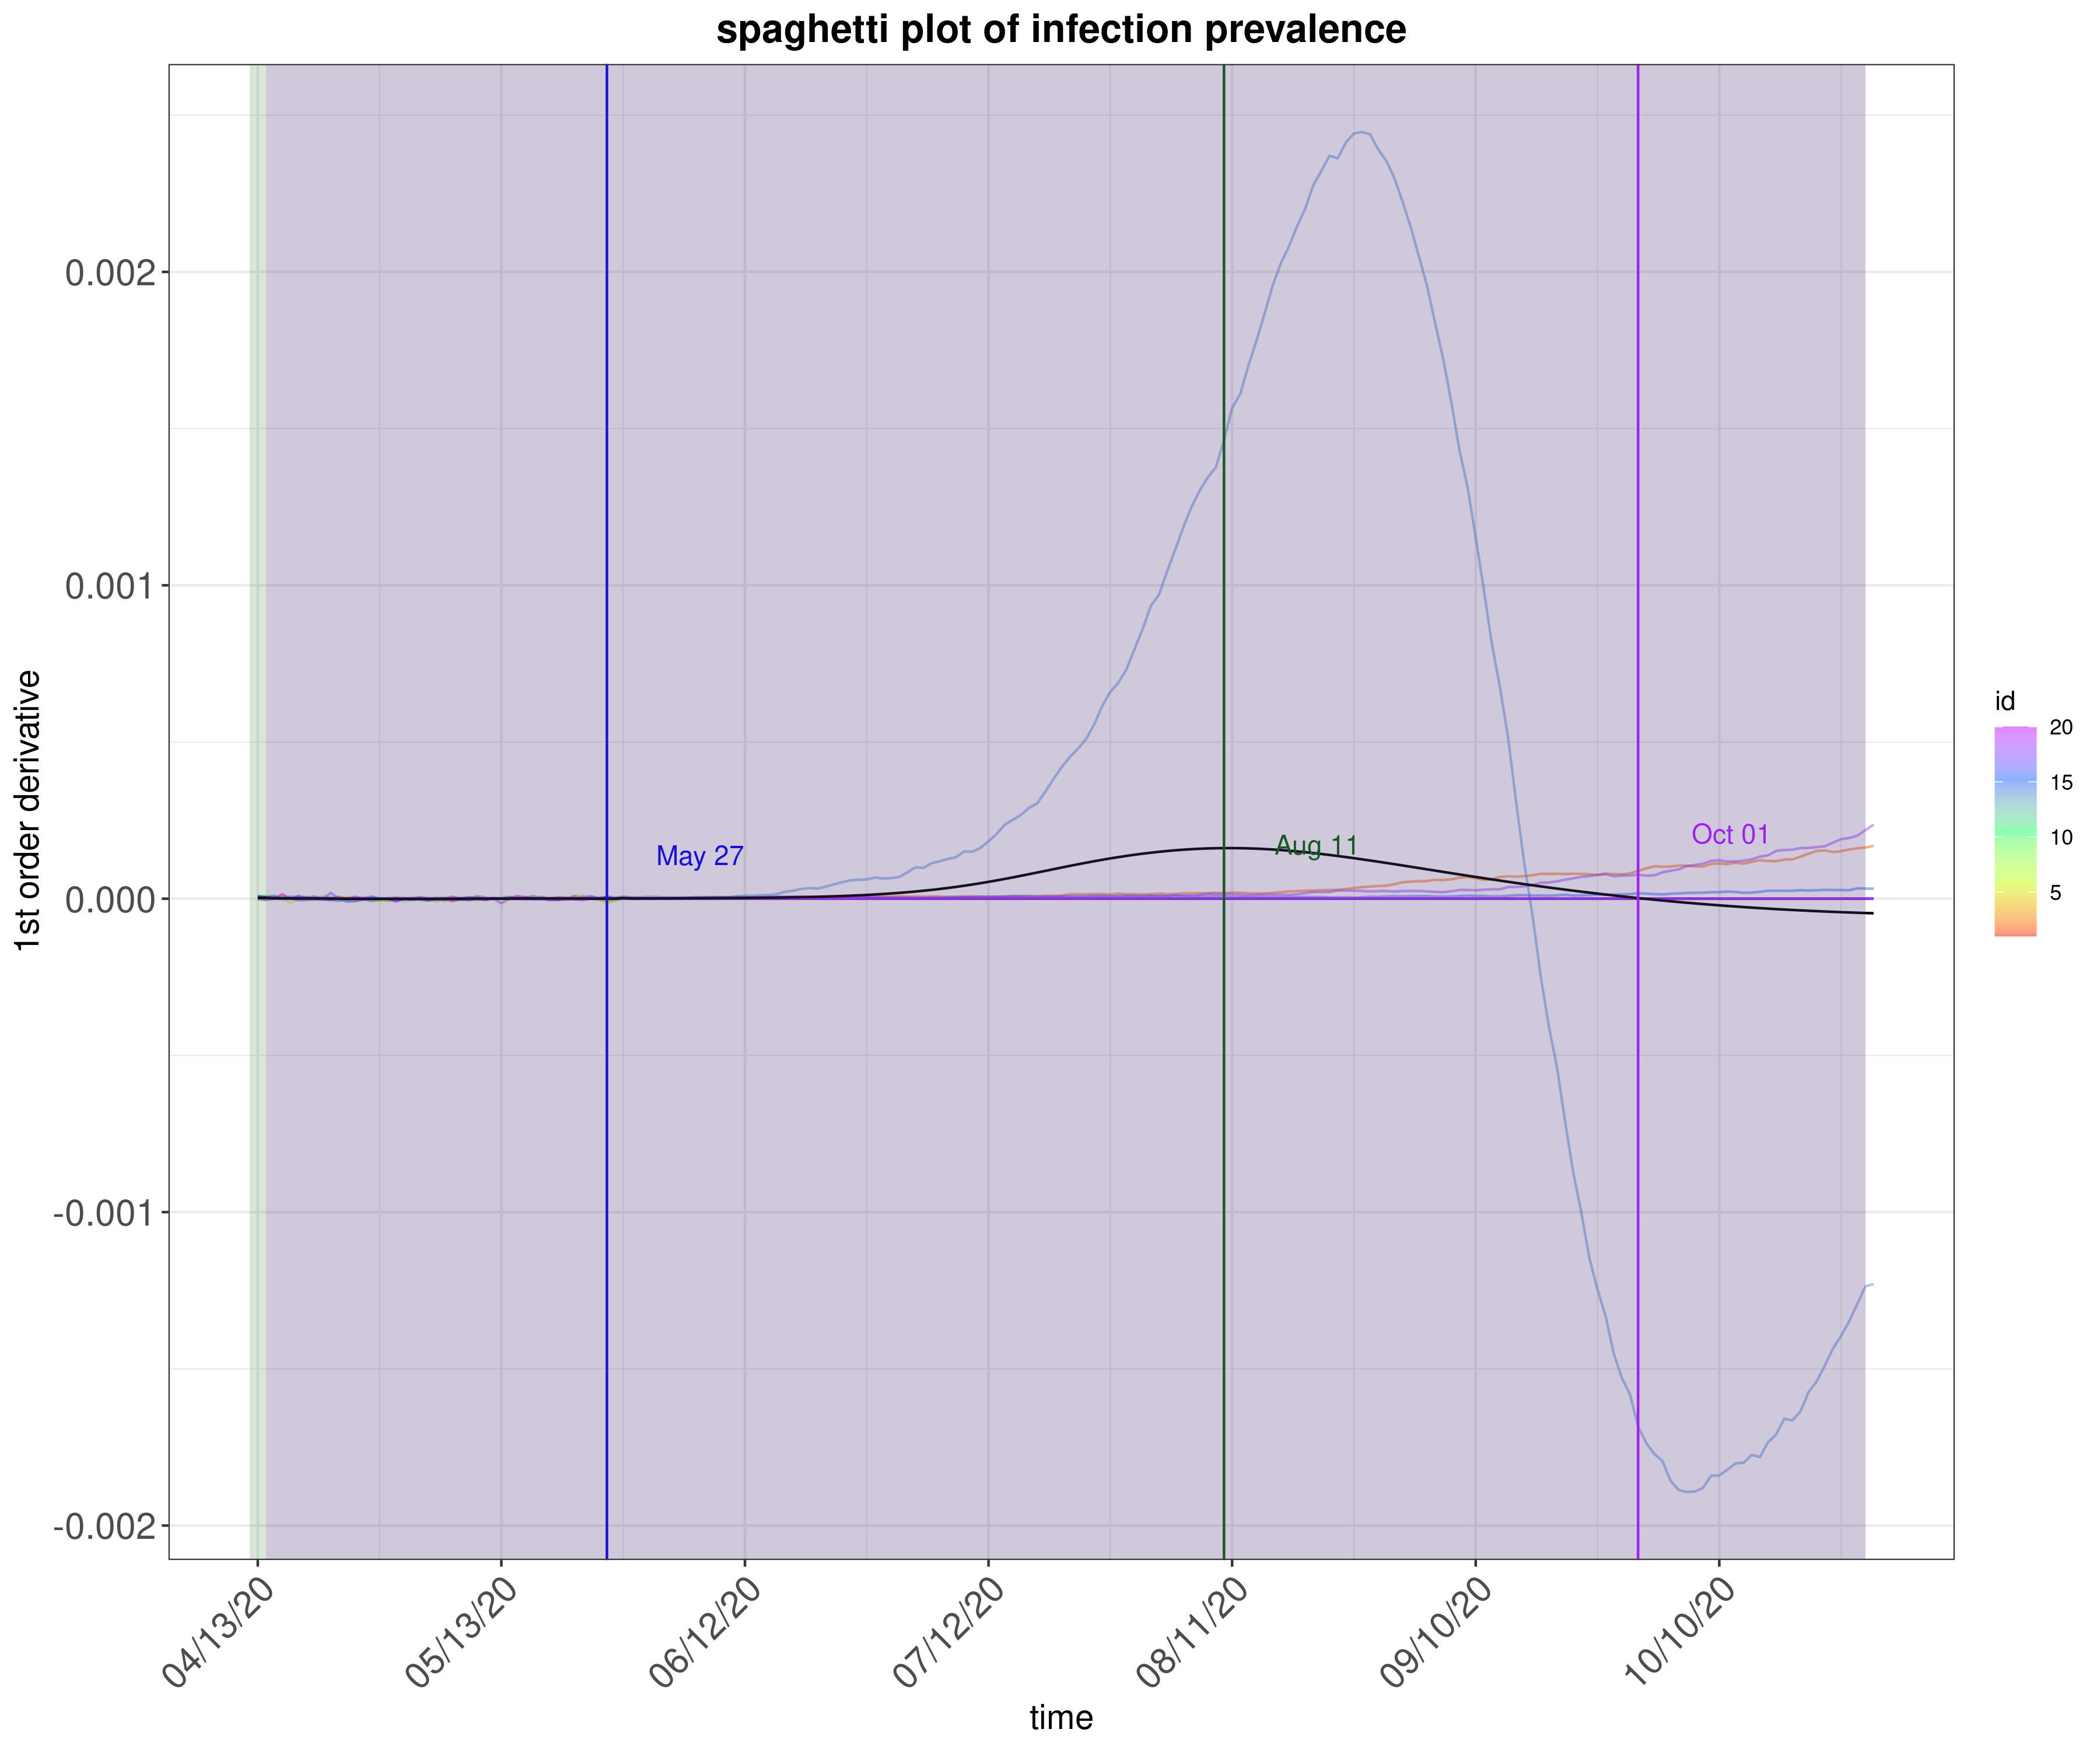 spaghetti plot of infection prevalence
1st order derivative
0.002
0.001
0.000
-0.001
-0.002
May 27
Aug 11
Oct 01
04/13/20
05/13/20
06/12/20
07/12/20
08/11/20
09/10/20
10/10/20
time
id
20
15
10
5